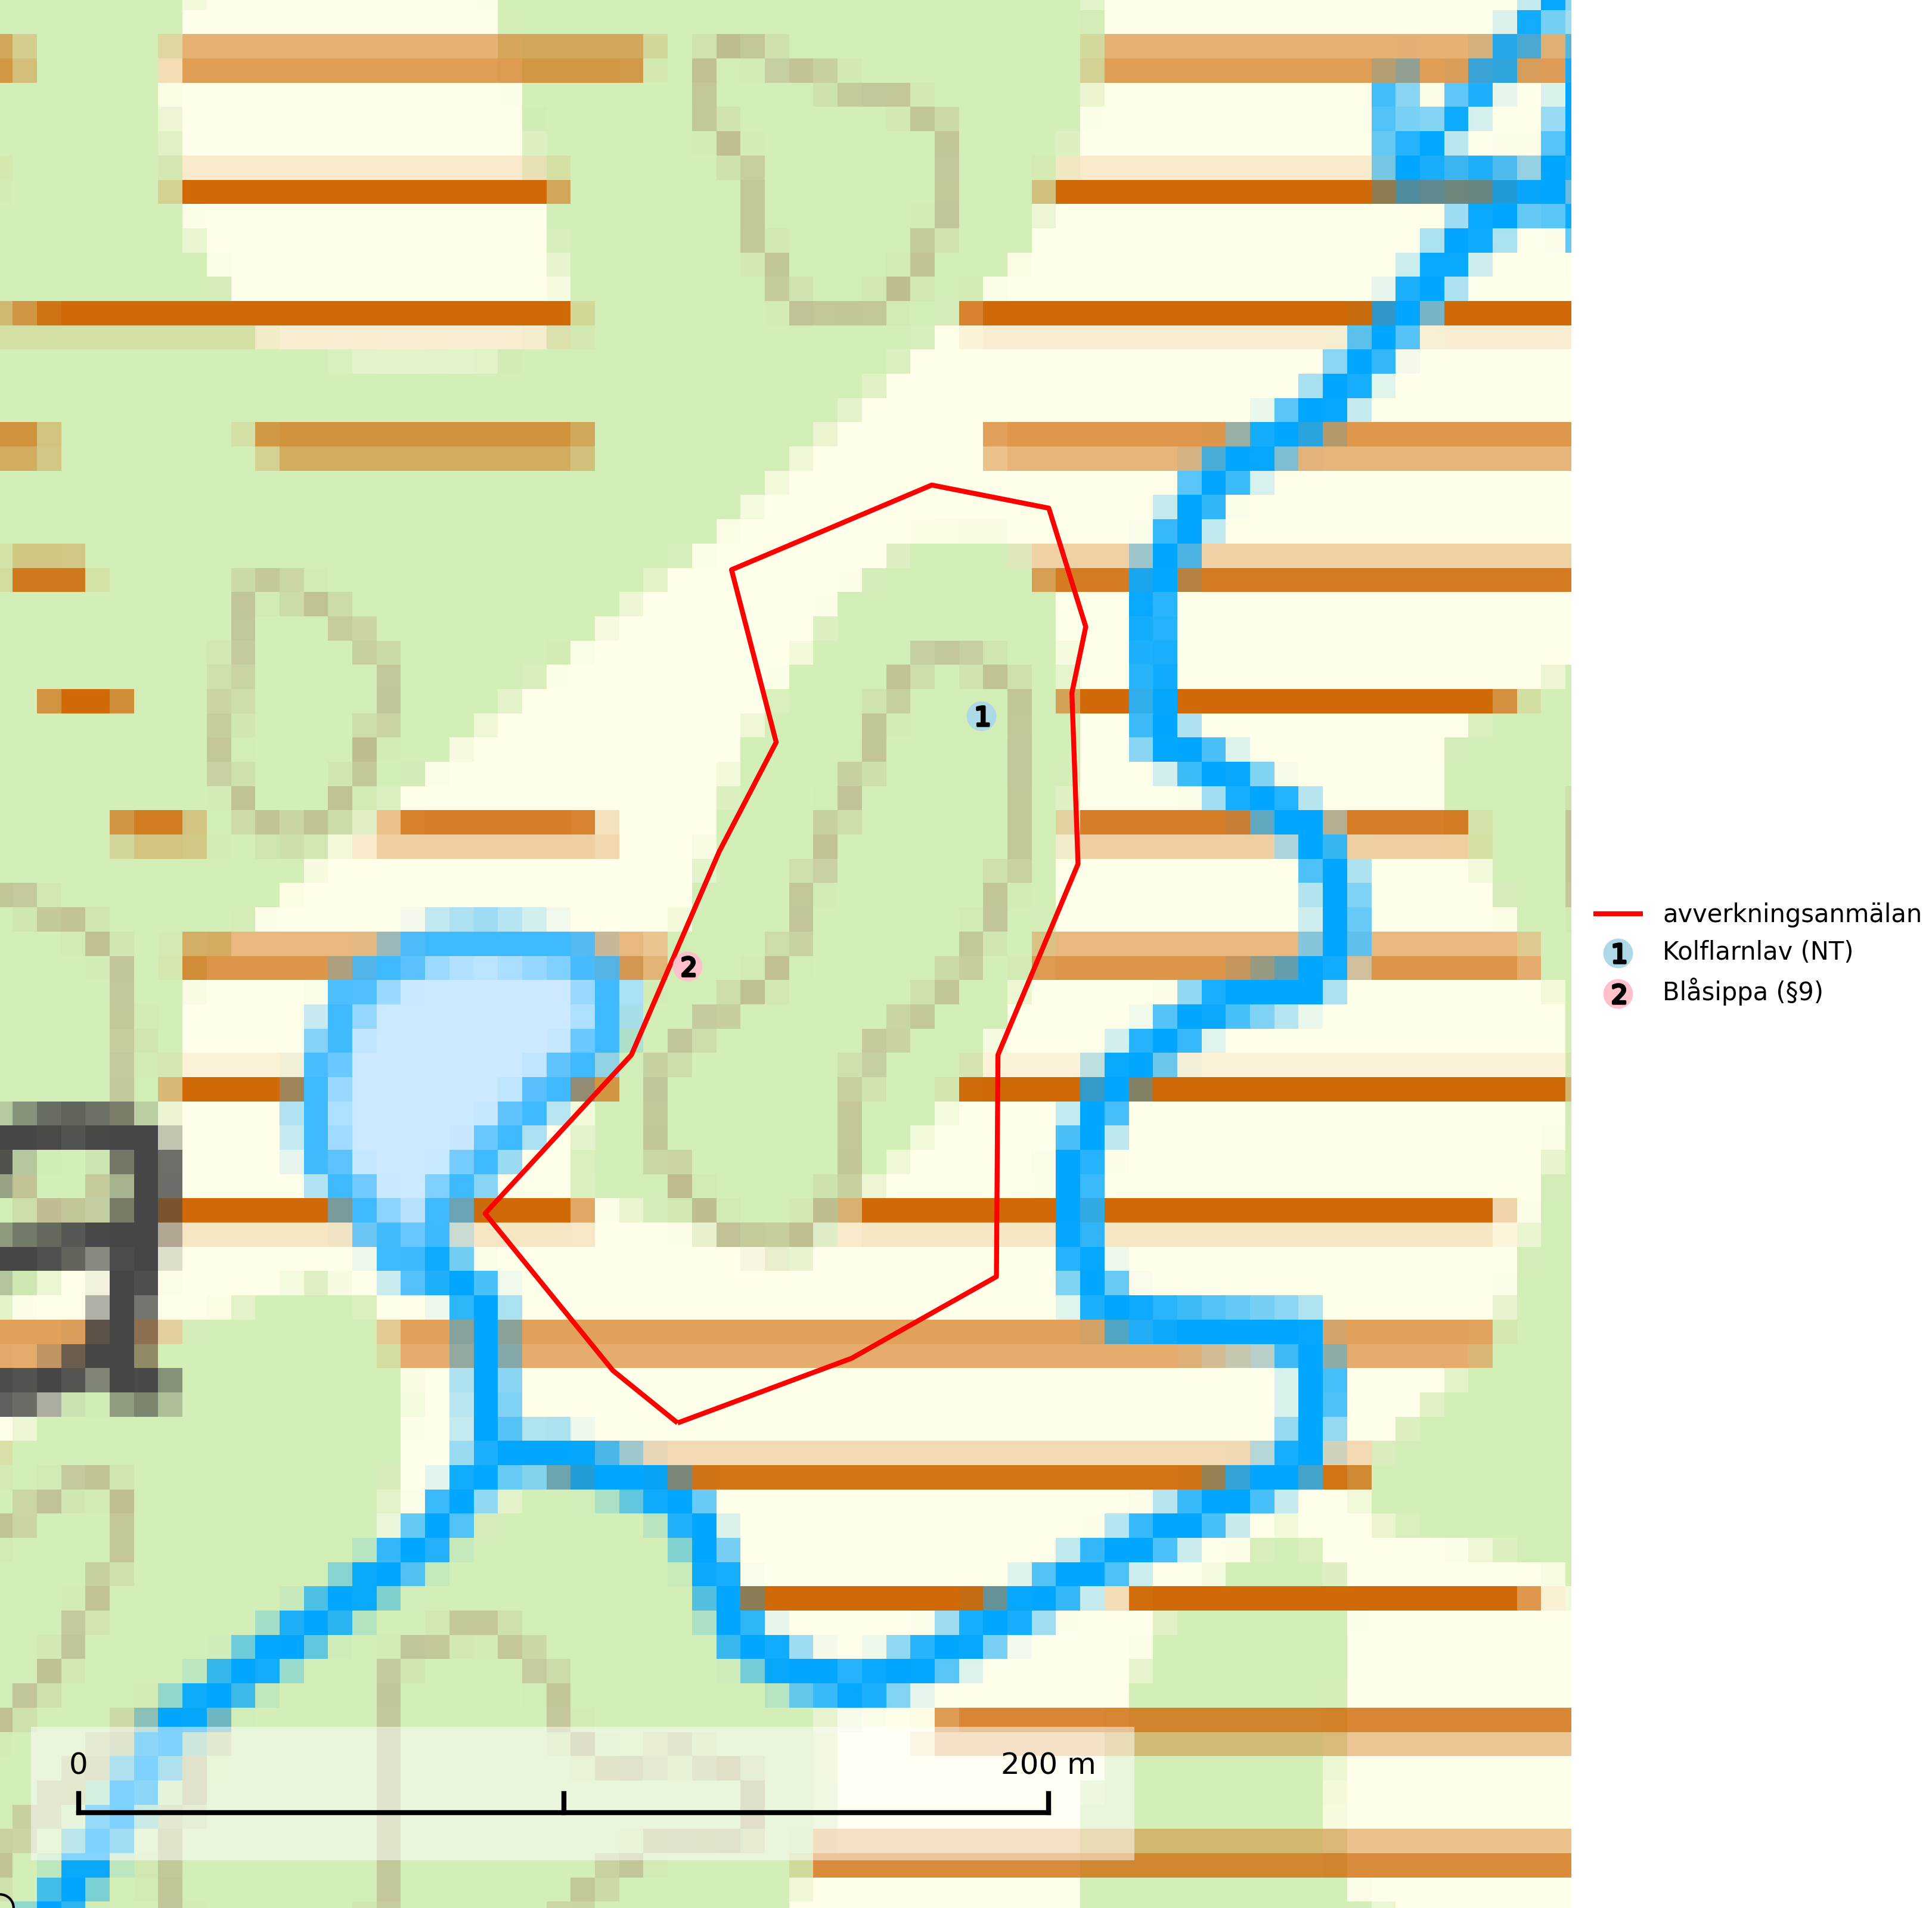 1
2
avverkningsanmälan
1 Kolflarnlav (NT)
2 Blåsippa (§9)
0 200 m